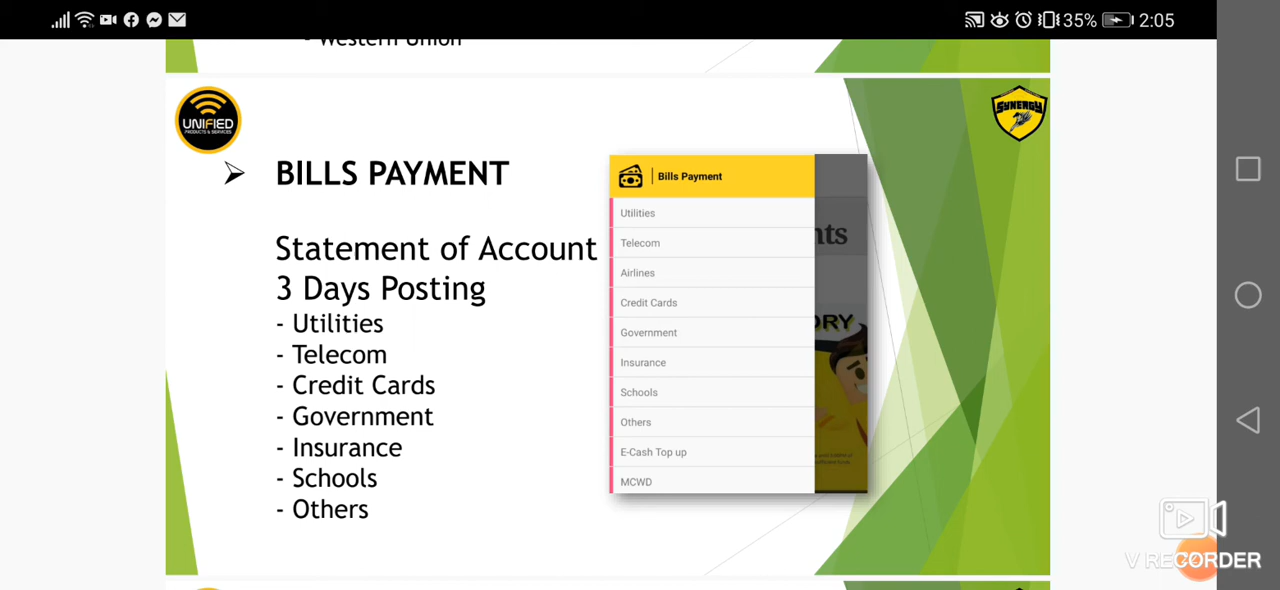 35% 2:05
- Western Union
UNIFIED
PRODUCTS & SERVICES
SYNERGY
➢ BILLS PAYMENT
Statement of Account
3 Days Posting
- Utilities
- Telecom
- Credit Cards
- Government
- Insurance
- Schools
- Others
Bills Payment
Utilities
Telecom
Airlines
Credit Cards
Government
Insurance
Schools
Others
E-Cash Top up
MCWD
nts
ORY
V RECORDER